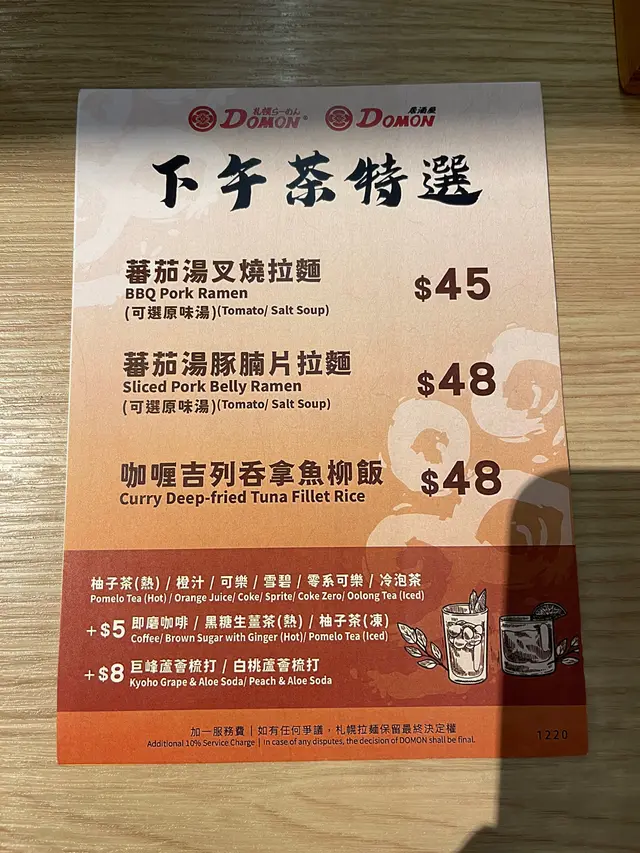 札幌らーめん
DOMON®
居酒屋
DOMON
下午茶特選
蕃茄湯叉燒拉麵
BBQ Pork Ramen
(可選原味湯)(Tomato/ Salt Soup)
$45
蕃茄湯豚腩片拉麵
Sliced Pork Belly Ramen
(可選原味湯)(Tomato/ Salt Soup)
$48
咖喱吉列吞拿魚柳飯
Curry Deep-fried Tuna Fillet Rice
$48
柚子茶(熱) / 橙汁 / 可樂 / 雪碧 / 零系可樂 / 冷泡茶
Pomelo Tea (Hot) / Orange Juice/ Coke/ Sprite/ Coke Zero/ Oolong Tea (Iced)
+$5 即磨咖啡 / 黑糖生薑茶(熱) / 柚子茶(凍)
Coffee/ Brown Sugar with Ginger (Hot)/ Pomelo Tea (Iced)
+$8 巨峰蘆薈梳打 / 白桃蘆薈梳打
Kyoho Grape & Aloe Soda/ Peach & Aloe Soda
加一服務費 | 如有任何爭議，札幌拉麵保留最終決定權
Additional 10% Service Charge | In case of any disputes, the decision of DOMON shall be final.
1220